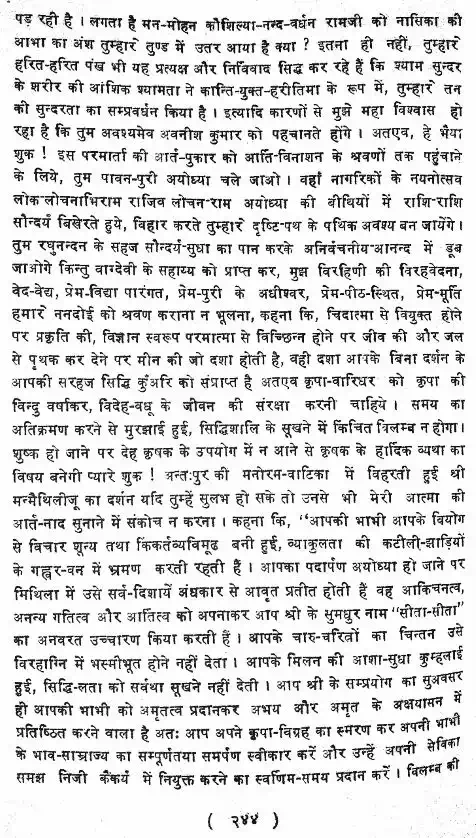 पड़ रही है । लगता है मन-मोहन कौशिल्या-नन्द-वर्धन रामजी को नासिका की
आभा का अंश तुम्हारे तुण्ड में उतर आया है क्या ? इतना ही नहीं, तुम्हारे
हरित-हरित पंख भी यह प्रत्यक्ष और निर्विवाद सिद्ध कर रहे हैं कि श्याम सुन्दर
के शरीर की आंशिक श्यामता ने कान्ति-युक्त-हरीतिमा के रूप में, तुम्हारे तन
की सुन्दरता का सम्प्रवर्धन किया है । इत्यादि कारणों से मुझे महा विश्वास हो
रहा है कि तुम अवश्यमेव अवनीश कुमार को पहचानते होंगे । अतएव, हे भैया
शुक ! इस परमार्ता की आर्त-पुकार को आर्ति-विनाशन के श्रवणों तक पहुंचाने
के लिये, तुम पावन-पुरी अयोध्या चले जाओ । वहाँ नागरिकों के नयनोत्सव
लोक-लोचनाभिराम राजिव लोचन-राम अयोध्या की वीथियों में राशि-राशि
सौन्दर्य विखेरते हुये, विहार करते तुम्हारे दृष्टि-पथ के पथिक अवश्य बन जायेंगे ।
तुम रघुनन्दन के सहज सौन्दर्य-सुधा का पान करके अनिर्वचनीय-आनन्द में डूब
जाओगे किन्तु वाग्देवी के सहाय्य को प्राप्त कर, मुझ विरहिणी की विरहवेदना,
वेद-वेद्य, प्रेम-विद्या पारंगत, प्रेम-पुरी के अधीश्वर, प्रेम-पीठ-स्थित, प्रेम-मूर्ति
हमारे ननदोई को श्रवण कराना न भूलना, कहना कि, चिदात्मा से वियुक्त होने
पर प्रकृति की, विज्ञान स्वरूप परमात्मा से विच्छिन्न होने पर जीव की और जल
से पृथक कर देने पर मीन की जो दशा होती है, वही दशा आपके बिना दर्शन के
आपकी सरहज सिद्धि कुँअरि को संप्राप्त है अतएव कृपा-वारिधर को कृपा की
विन्दु वर्षाकर, विदेह-वधू के जीवन की संरक्षा करनी चाहिये । समय का
अतिक्रमण करने से मुरझाई हुई, सिद्धिशालि के सूखने में किंचित विलम्ब न होगा ।
शुष्क हो जाने पर देह कृषक के उपयोग में न आने से कृषक के हार्दिक व्यथा का
विषय बनेगी प्यारे शुक ! अन्तःपुर की मनोरम-वाटिका में विहरती हुई श्री
मन्मैथिलीजू का दर्शन यदि तुम्हें सुलभ हो सके तो उनसे भी मेरी आत्मा की
आर्त-नाद सुनाने में संकोच न करना । कहना कि, "आपकी भाभी आपके वियोग
से विचार शून्य तथा किंकर्तव्यविमूढ बनी हुई, व्याकुलता की कटीली-झाड़ियों
के गह्वर-वन में भ्रमण करती रहती हैं । आपका पदार्पण अयोध्या हो जाने पर
मिथिला में उसे सर्व-दिशायें अंधकार से आवृत प्रतीत होती हैं वह आकिंचनत्व,
अनन्य गतित्व और आर्तित्व को अपनाकर आप श्री के सुमधुर नाम "सीता-सीता"
का अनवरत उच्चारण किया करती हैं । आपके चारु-चरितों का चिन्तन उसे
विरहाग्नि में भस्मीभूत होने नहीं देता । आपके मिलन की आशा-सुधा कुम्हलाई
हुई, सिद्धि-लता को सर्वथा सूखने नहीं देती । आप श्री के सम्प्रयोग का सुअवसर
ही आपकी भाभी को अमृतत्व प्रदानकर अभय और अमृत के अक्षयधाम में
प्रतिष्ठित करने वाला है अतः आप अपने कृपा-विग्रह का स्मरण कर अपनी भाभी
के भाव-साम्राज्य का सम्पूर्णतया समर्पण स्वीकार करें और उन्हें अपनी सेविका
समझ निजी कैंकर्य में नियुक्त करने का स्वर्णिम-समय प्रदान करें । विलम्ब की
( २४४ )